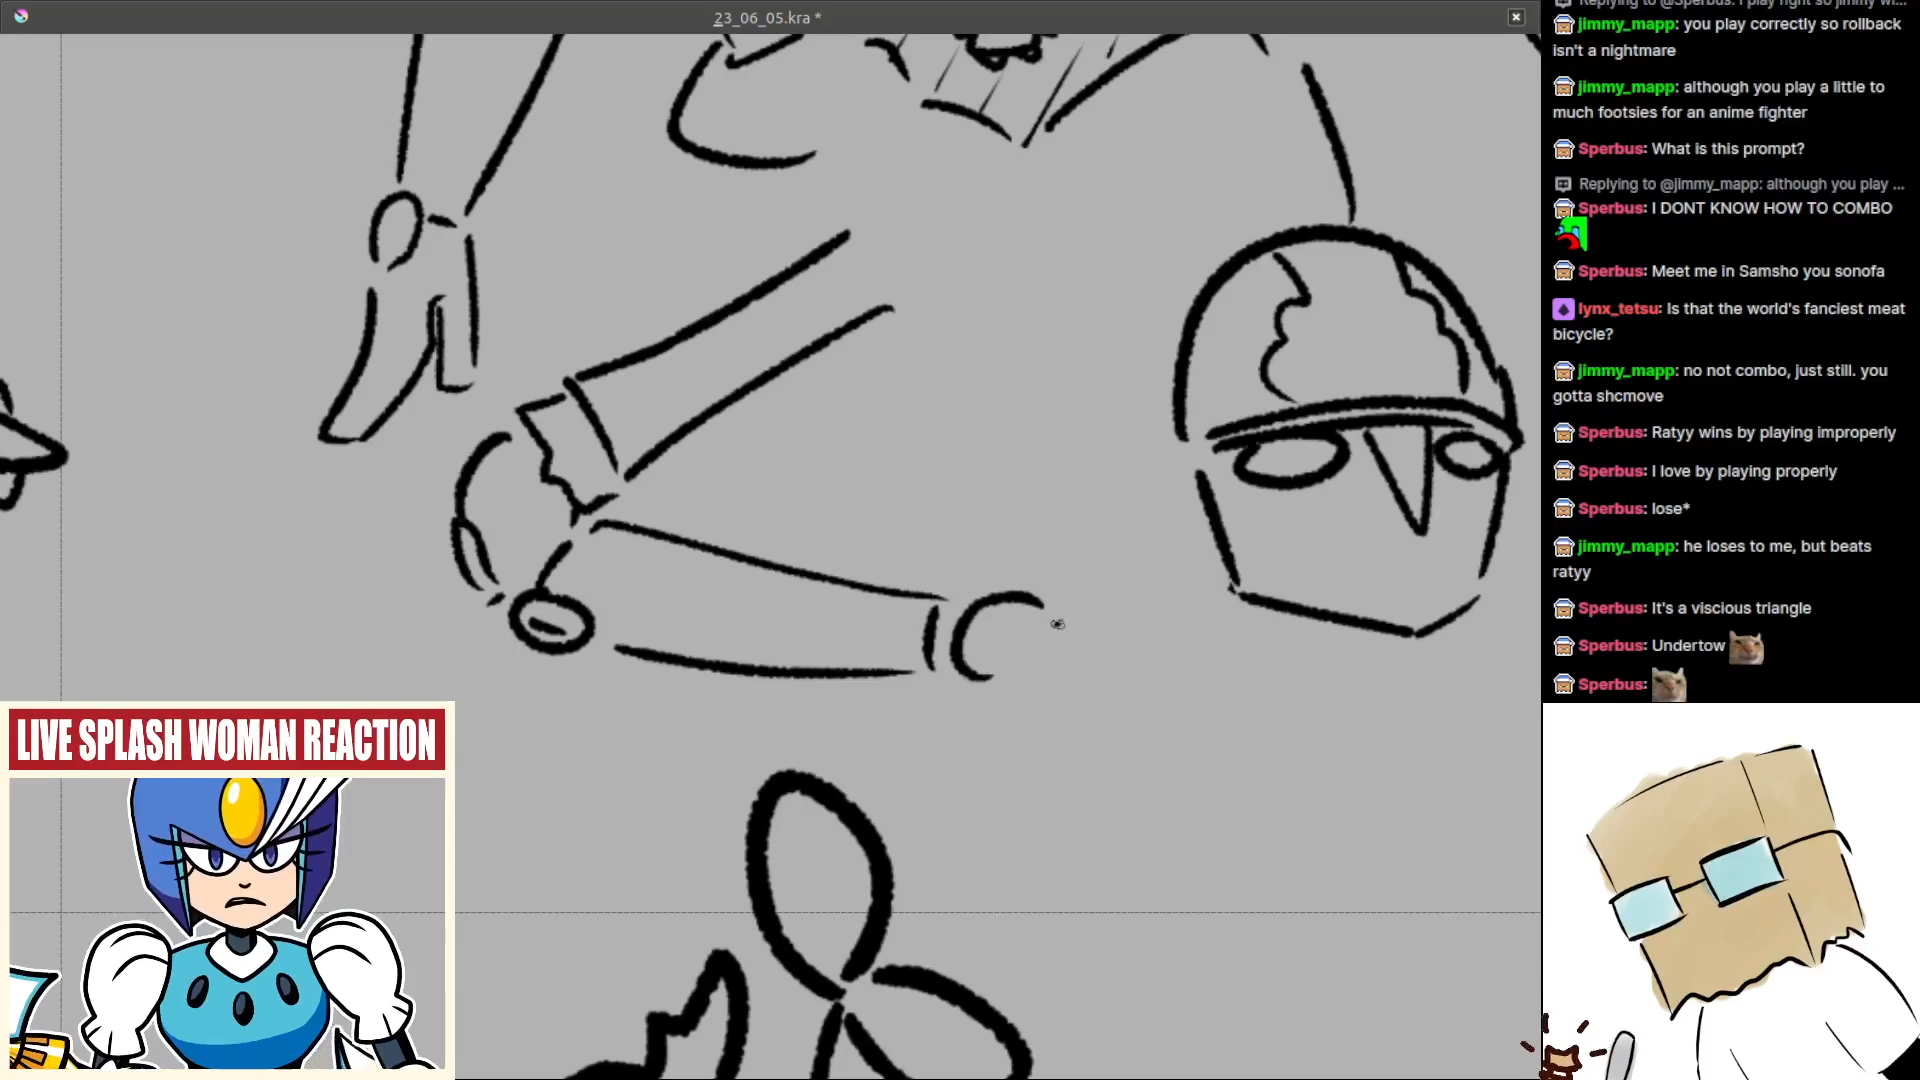 23_06_05.kra *
jimmy_mapp: you play correctly so rollback
isn't a nightmare
jimmy_mapp: although you play a little to
much footsies for an anime fighter
Sperbus: What is this prompt?
Replying to @jimmy_mapp: although you play ...
Sperbus: I DONT KNOW HOW TO COMBO
Sperbus: Meet me in Samsho you sonofa
lynx_tetsu: Is that the world's fanciest meat
bicycle?
jimmy_mapp: no not combo, just still. you
gotta shcmove
Sperbus: Ratyy wins by playing improperly
Sperbus: I love by playing properly
Sperbus: lose*
jimmy_mapp: he loses to me, but beats
ratyy
Sperbus: It's a viscious triangle
Sperbus: Undertow
Sperbus:
LIVE SPLASH WOMAN REACTION